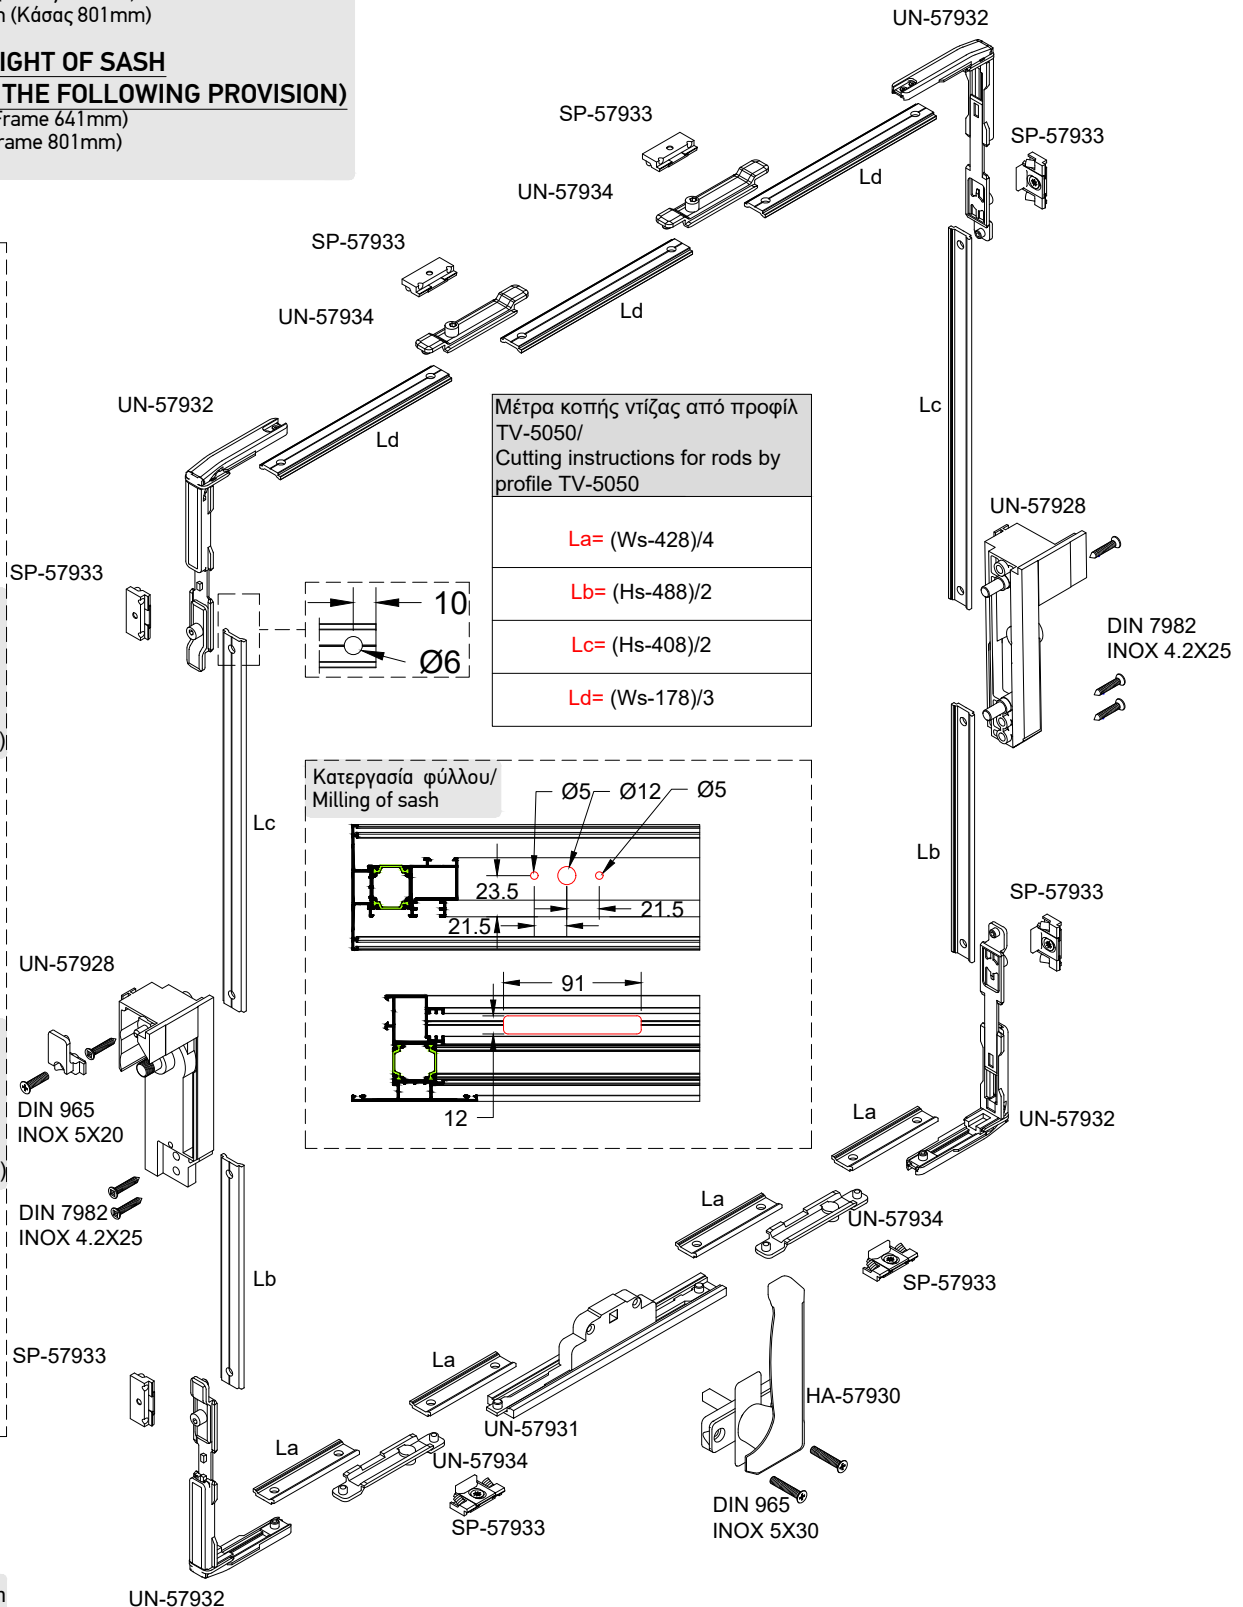 (Κάσας 801mm)
OF SASH
THE FOLLOWING PROVISION)
641mm)
801mm)
UN-57932
SP-57933
SP-57933
UN-57934
Ld
SP-57933
UN-57934
Ld
UN-57932
Ld
Lc
Μέτρα κοπής ντίζας από προφίλ
TV-5050/
Cutting instructions for rods by
profile TV-5050
La= (Ws-428)/4
Lb= (Hs-488)/2
Lc= (Hs-408)/2
Ld= (Ws-178)/3
UN-57928
SP-57933
10
Ø6
DIN 7982
INOX 4.2X25
Κατεργασία φύλλου/
Milling of sash
Ø5
Ø12
Ø5
23.5
21.5
21.5
91
12
Lc
Lb
SP-57933
UN-57928
DIN 965
INOX 5X20
DIN 7982
INOX 4.2X25
La
UN-57932
La
UN-57934
SP-57933
Lb
SP-57933
La
UN-57931
HA-57930
La
UN-57934
SP-57933
DIN 965
INOX 5X30
UN-57932